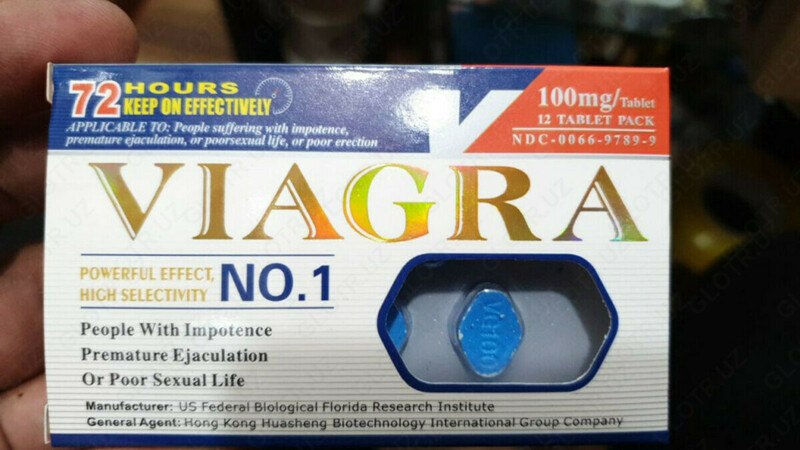 72 HOURS
KEEP ON EFFECTIVELY
APPLICABLE TO: People suffering with impotence,
premature ejaculation, or poorsexual life, or poor erection
100mg/Tablet
12 TABLET PACK
NDC-0066-9789-9
VIAGRA
POWERFUL EFFECT,
HIGH SELECTIVITY
NO.1
People With Impotence
Premature Ejaculation
Or Poor Sexual Life
VG100
Manufacturer: US Federal Biological Florida Research Institute
General Agent: Hong Kong Huasheng Biotechnology International Group Company
GLOTR.UZ